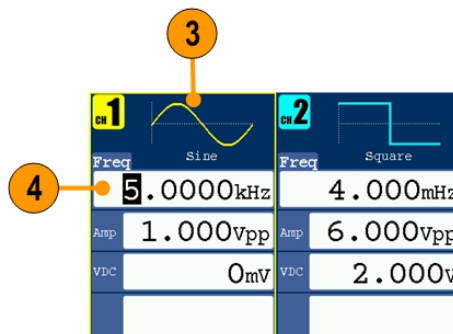 3
CH 1
CH 2
Sine
Square
Freq
Freq
4
5.0000kHz
4.000mHz
Amp
1.000Vpp
Amp
6.000Vpp
VDC
0mV
VDC
2.000V